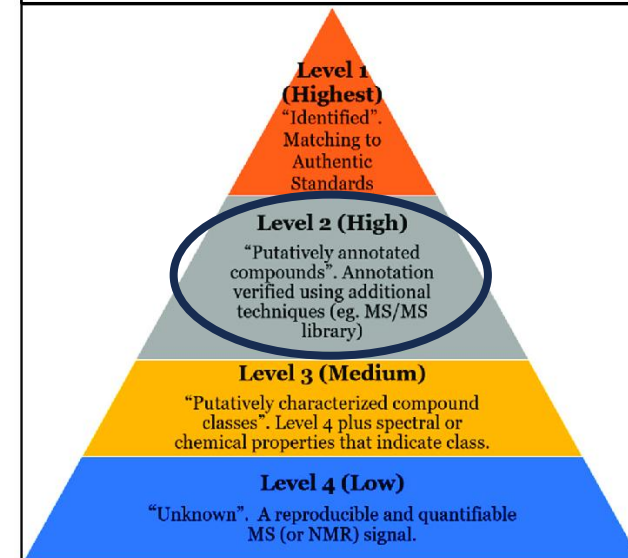 Level 1
(Highest)
"Identified".
Matching to
Authentic
Standards
Level 2 (High)
"Putatively annotated
compounds". Annotation
verified using additional
techniques (eg. MS/MS
library)
Level 3 (Medium)
"Putatively characterized compound
classes". Level 4 plus spectral or
chemical properties that indicate class.
Level 4 (Low)
"Unknown". A reproducible and quantifiable
MS (or NMR) signal.